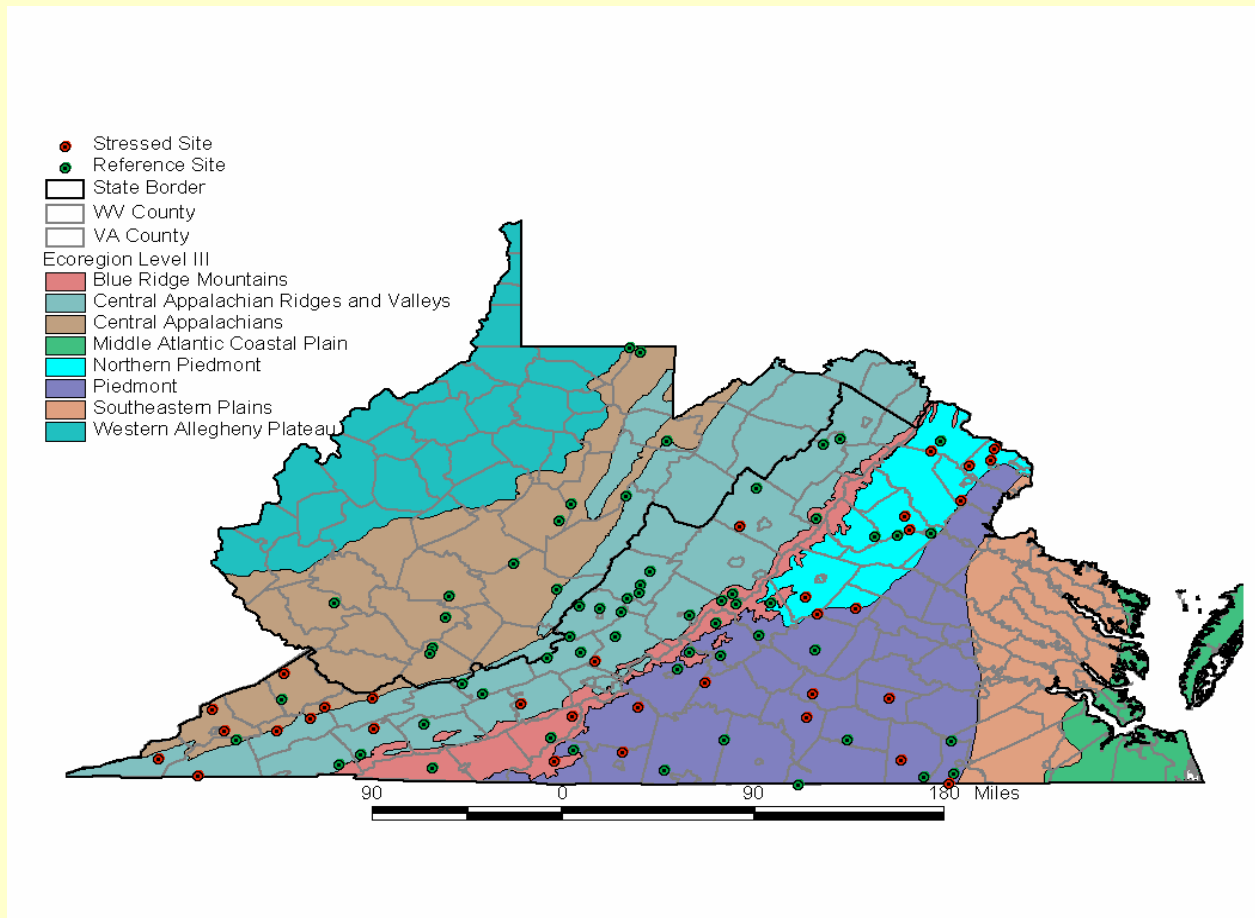 Stressed Site
Reference Site
State Border
WV County
VA County
Ecoregion Level III
Blue Ridge Mountains
Central Appalachian Ridges and Valleys
Central Appalachians
Middle Atlantic Coastal Plain
Northern Piedmont
Piedmont
Southeastern Plains
Western Allegheny Plateau
90 0 90 180 Miles